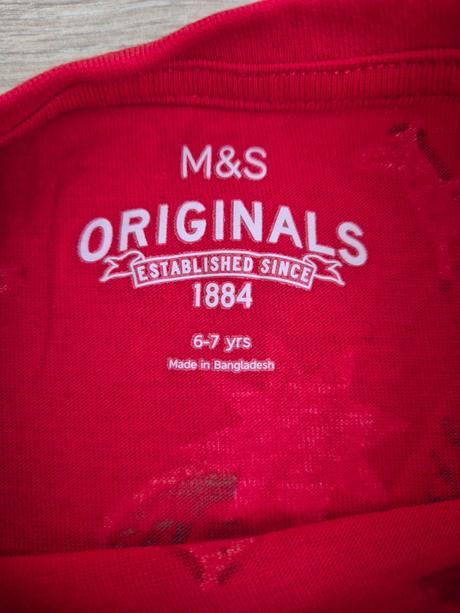 M&S
ORIGINALS
ESTABLISHED SINCE
1884
6-7 yrs
Made in Bangladesh